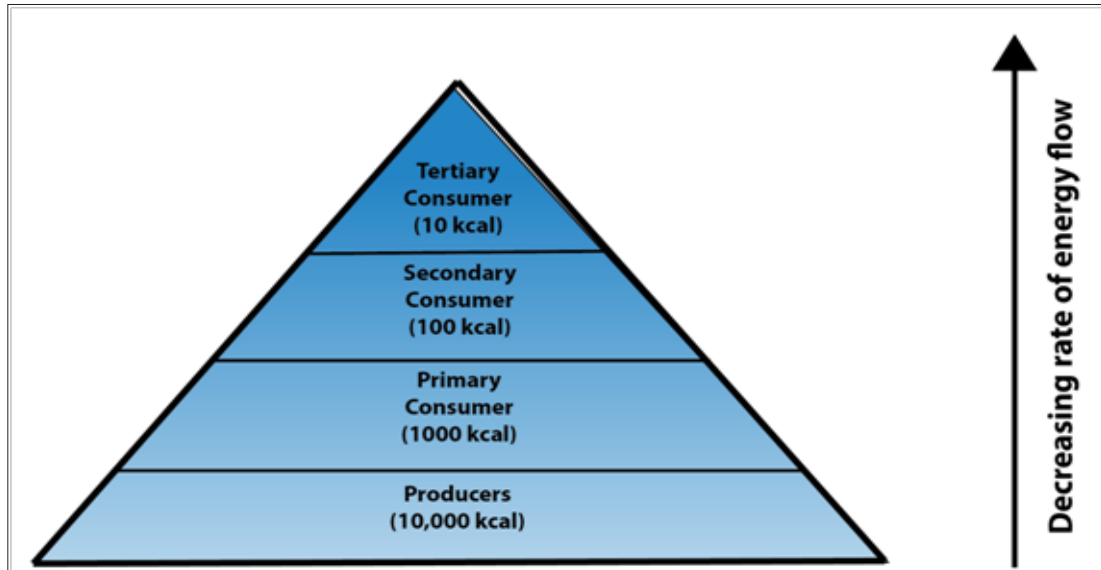 Tertiary
Consumer
(10 kcal)
Secondary
Consumer
(100 kcal)
Primary
Consumer
(1000 kcal)
Producers
(10,000 kcal)
Decreasing rate of energy flow